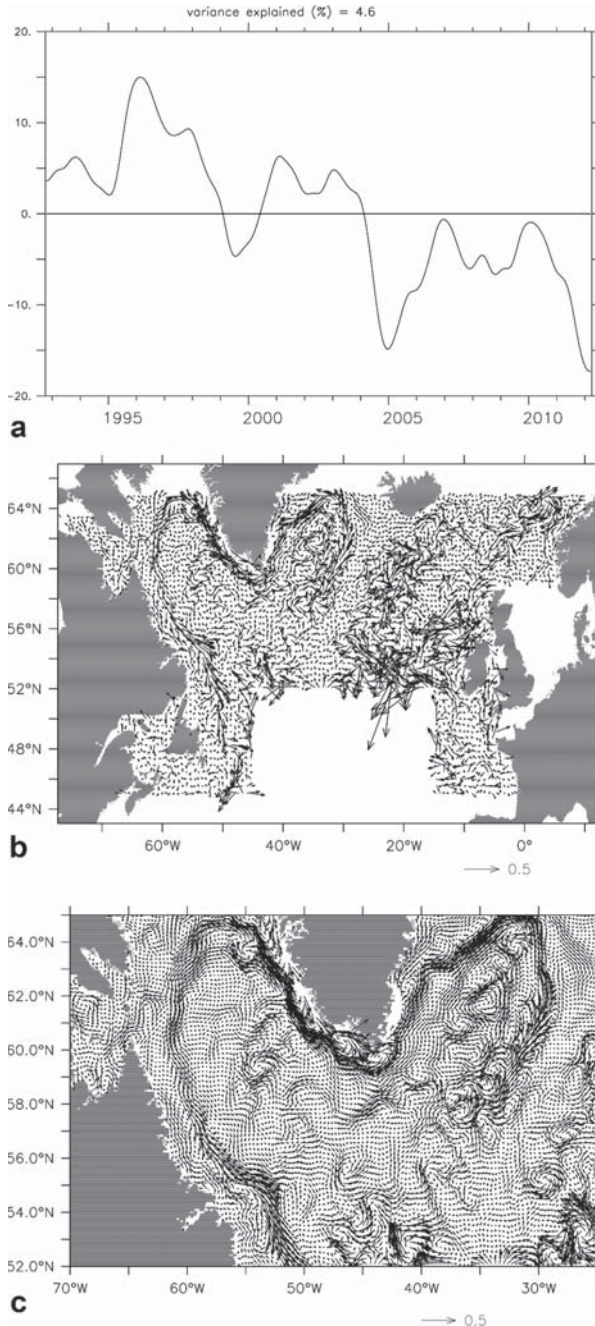 variance explained (%) = 4.6
20.
10.
0.
-10.
-20.
1995 2000 2005 2010
a
64°N
60°N
56°N
52°N
48°N
44°N
60°W 40°W 20°W 0°
0.5
b
64.0°N
62.0°N
60.0°N
58.0°N
56.0°N
54.0°N
52.0°N
70°W 60°W 50°W 40°W 30°W
0.5
c